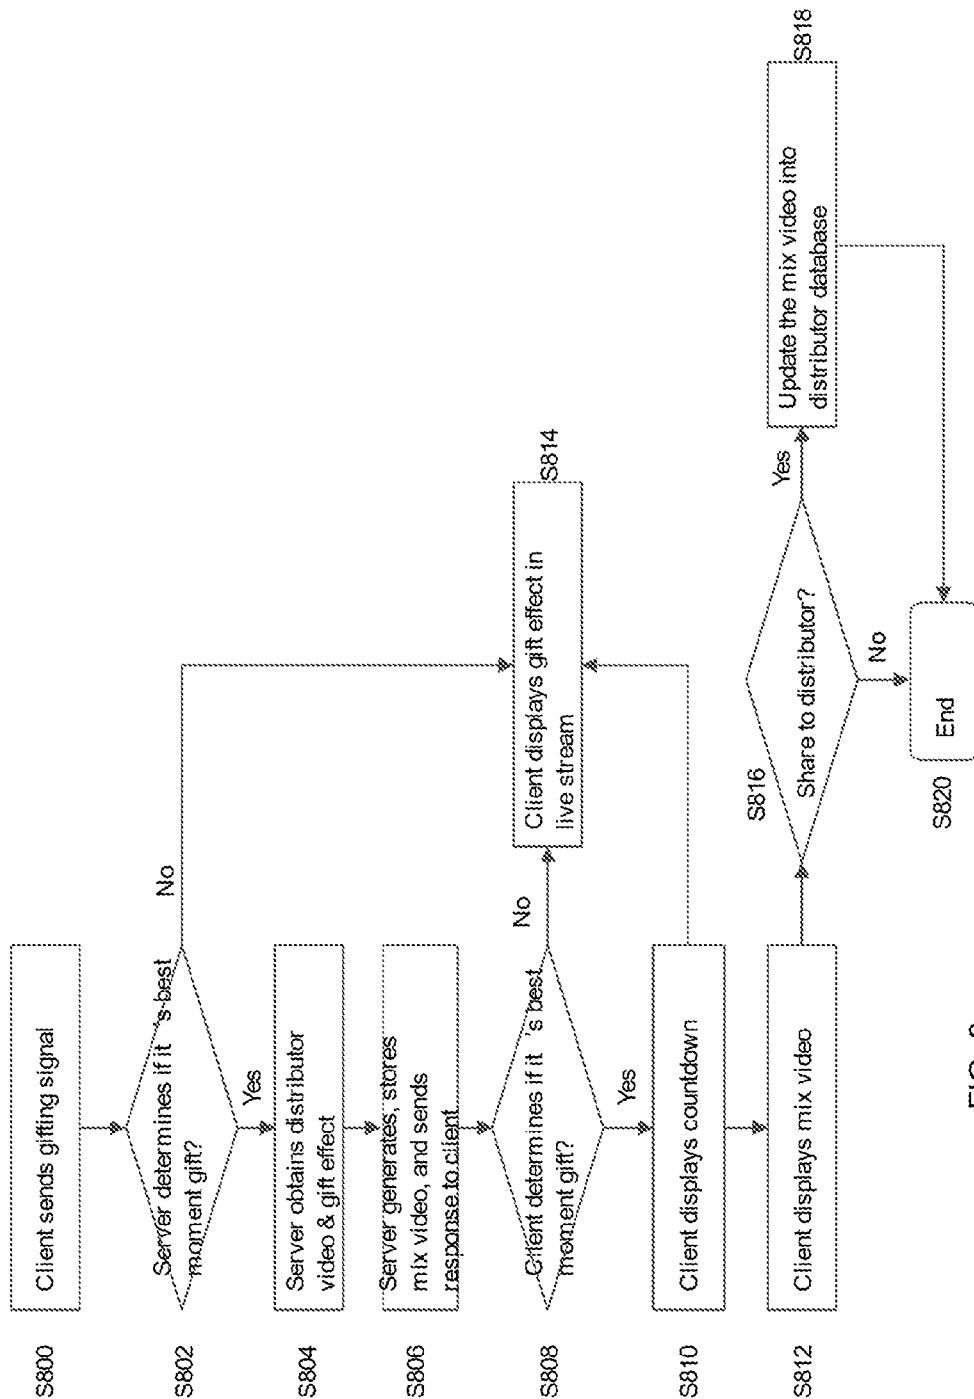 S800
Client sends gifting signal
S802
Server determines if it 's best
moment gift?
No
Yes
S804
Server obtains distributor
video & gift effect
S806
Server generates, stores
mix video, and sends
response to client
S808
Client determines if it 's best
moment gift?
No
Yes
S814
Client displays gift effect in
live stream
S810
Client displays countdown
S812
Client displays mix video
S816
Share to distributor?
Yes
No
S818
Update the mix video into
distributor database
S820
End
FIG.